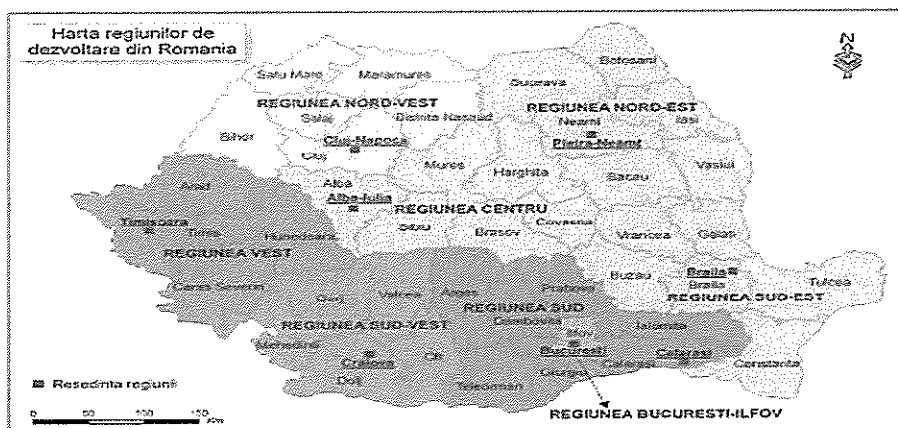 Harta regiunilor de
dezvoltare din Romania
N
Satu Mare
Maramures
Suceava
Botosani
REGIUNEA NORD-VEST
REGIUNEA NORD-EST
Salaj
Bistrita Nasaud
Neamt
Iasi
Bihor
Cluj-Napoca
Piatra-Neamt
Cluj
Mures
Harghita
Bacau
Vaslui
Arad
Alba
Alba-Iulia
REGIUNEA CENTRU
Timisoara
Timis
Hunedoara
Sibiu
Brasov
Covasna
Vrancea
Galati
REGIUNEA VEST
Buzau
Braila
Braila
Tulcea
Caras Severin
Gorj
Valcea
Arges
Prahova
REGIUNEA SUD-EST
REGIUNEA SUD
Dambovita
Ialomita
REGIUNEA SUD-VEST
Mehedinti
Bucuresti
Calarasi
Craiova
Olt
Giurgiu
Calarasi
Constanta
Resedinta regiunii
Dolj
Teleorman
0 50 100 150 Km
REGIUNEA BUCURESTI-ILFOV